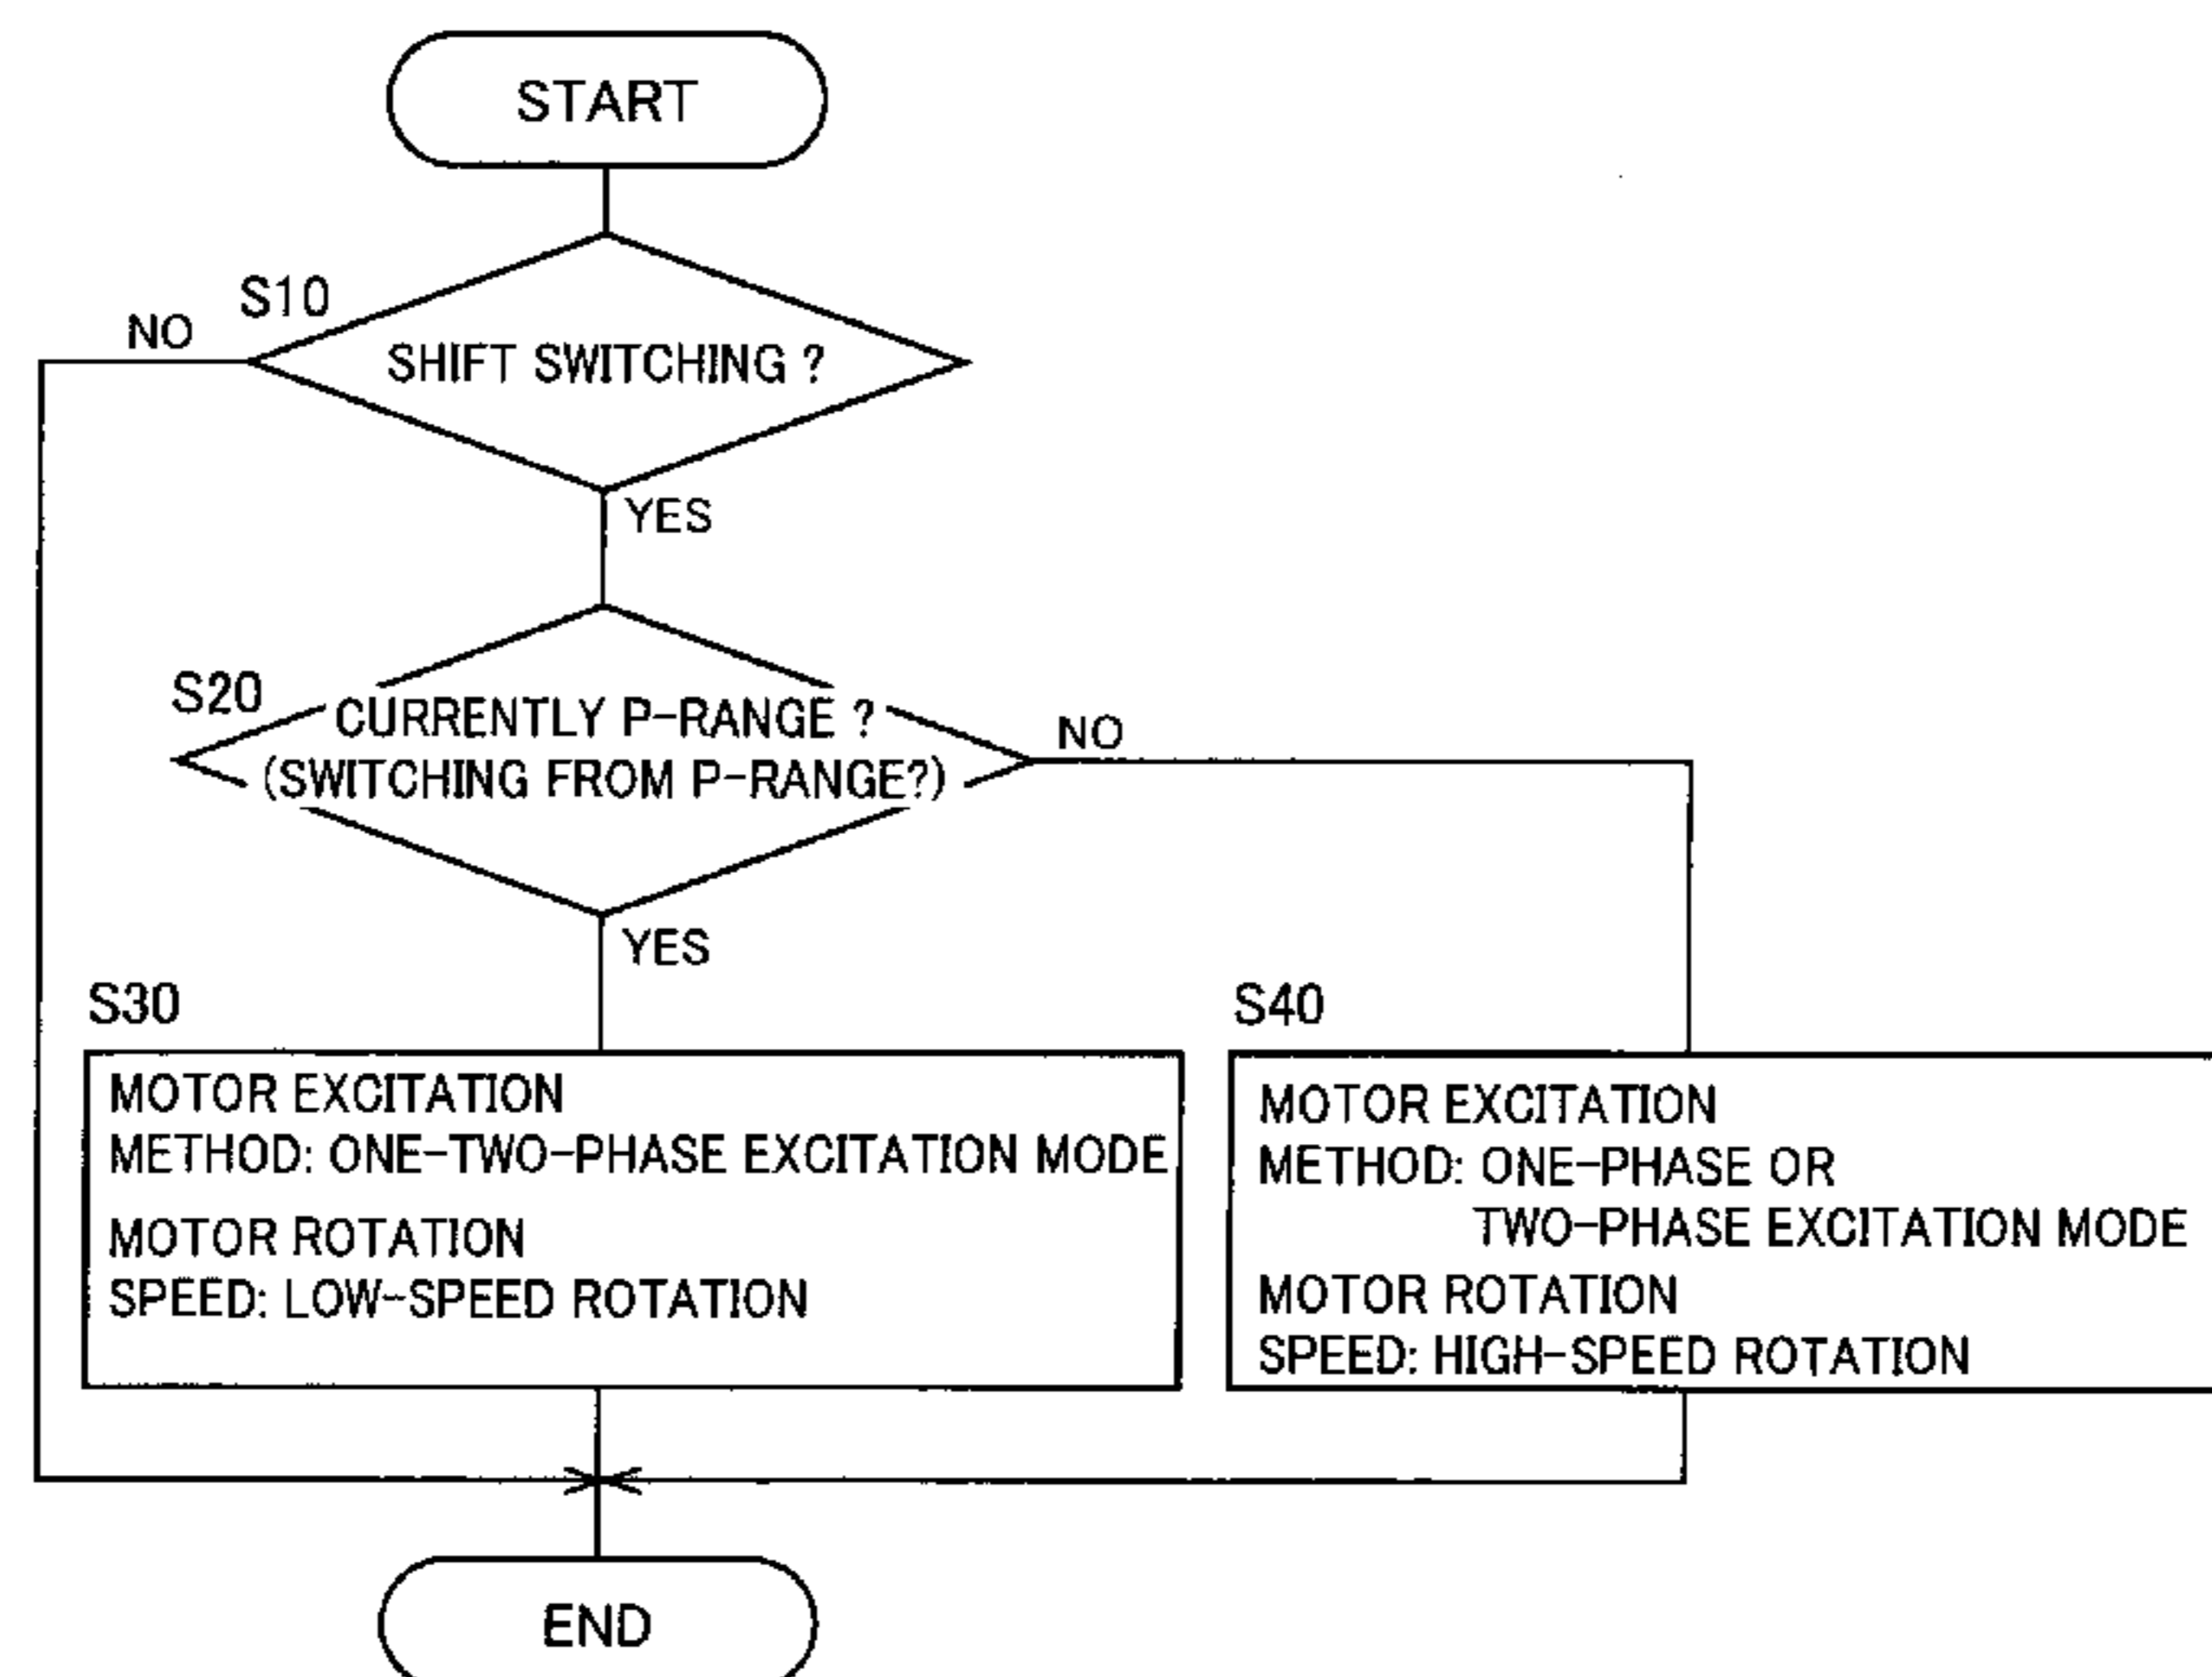 START
S10
NO
SHIFT SWITCHING ?
YES
S20
CURRENTLY P-RANGE ?
NO
(SWITCHING FROM P-RANGE?)
YES
S30
MOTOR EXCITATION
METHOD: ONE-TWO-PHASE EXCITATION MODE
MOTOR ROTATION
SPEED: LOW-SPEED ROTATION
S40
MOTOR EXCITATION
METHOD: ONE-PHASE OR
TWO-PHASE EXCITATION MODE
MOTOR ROTATION
SPEED: HIGH-SPEED ROTATION
END